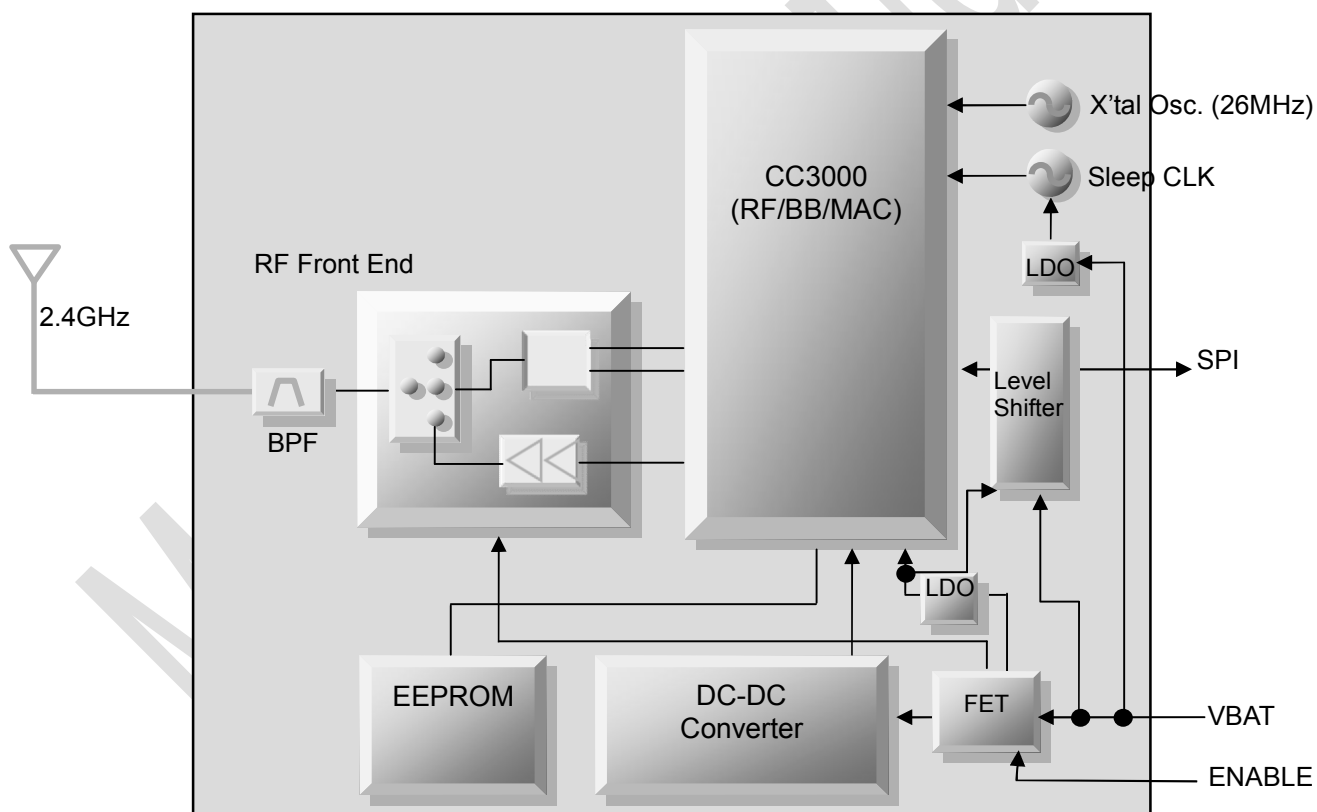 X'tal Osc. (26MHz)
CC3000
(RF/BB/MAC)
Sleep CLK
LDO
RF Front End
2.4GHz
SPI
Level
Shifter
BPF
LDO
EEPROM
DC-DC
Converter
FET
VBAT
ENABLE